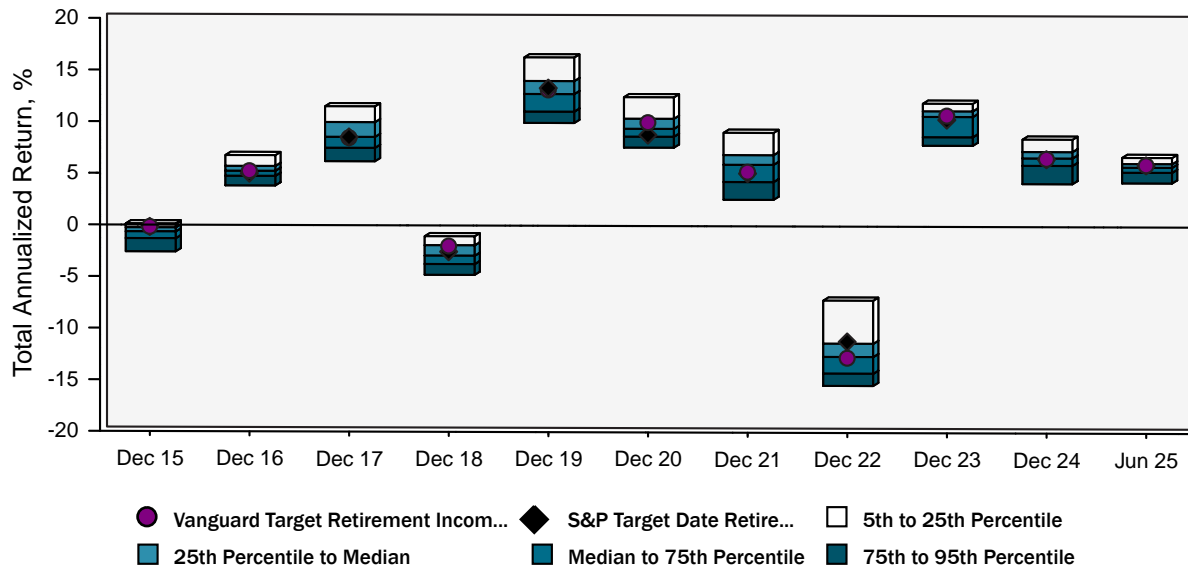 Total Annualized Return, %
20
15
10
5
0
-5
-10
-15
-20
Dec 15 Dec 16 Dec 17 Dec 18 Dec 19 Dec 20 Dec 21 Dec 22 Dec 23 Dec 24 Jun 25
Vanguard Target Retirement Incom... S&P Target Date Retire... 5th to 25th Percentile
25th Percentile to Median Median to 75th Percentile 75th to 95th Percentile